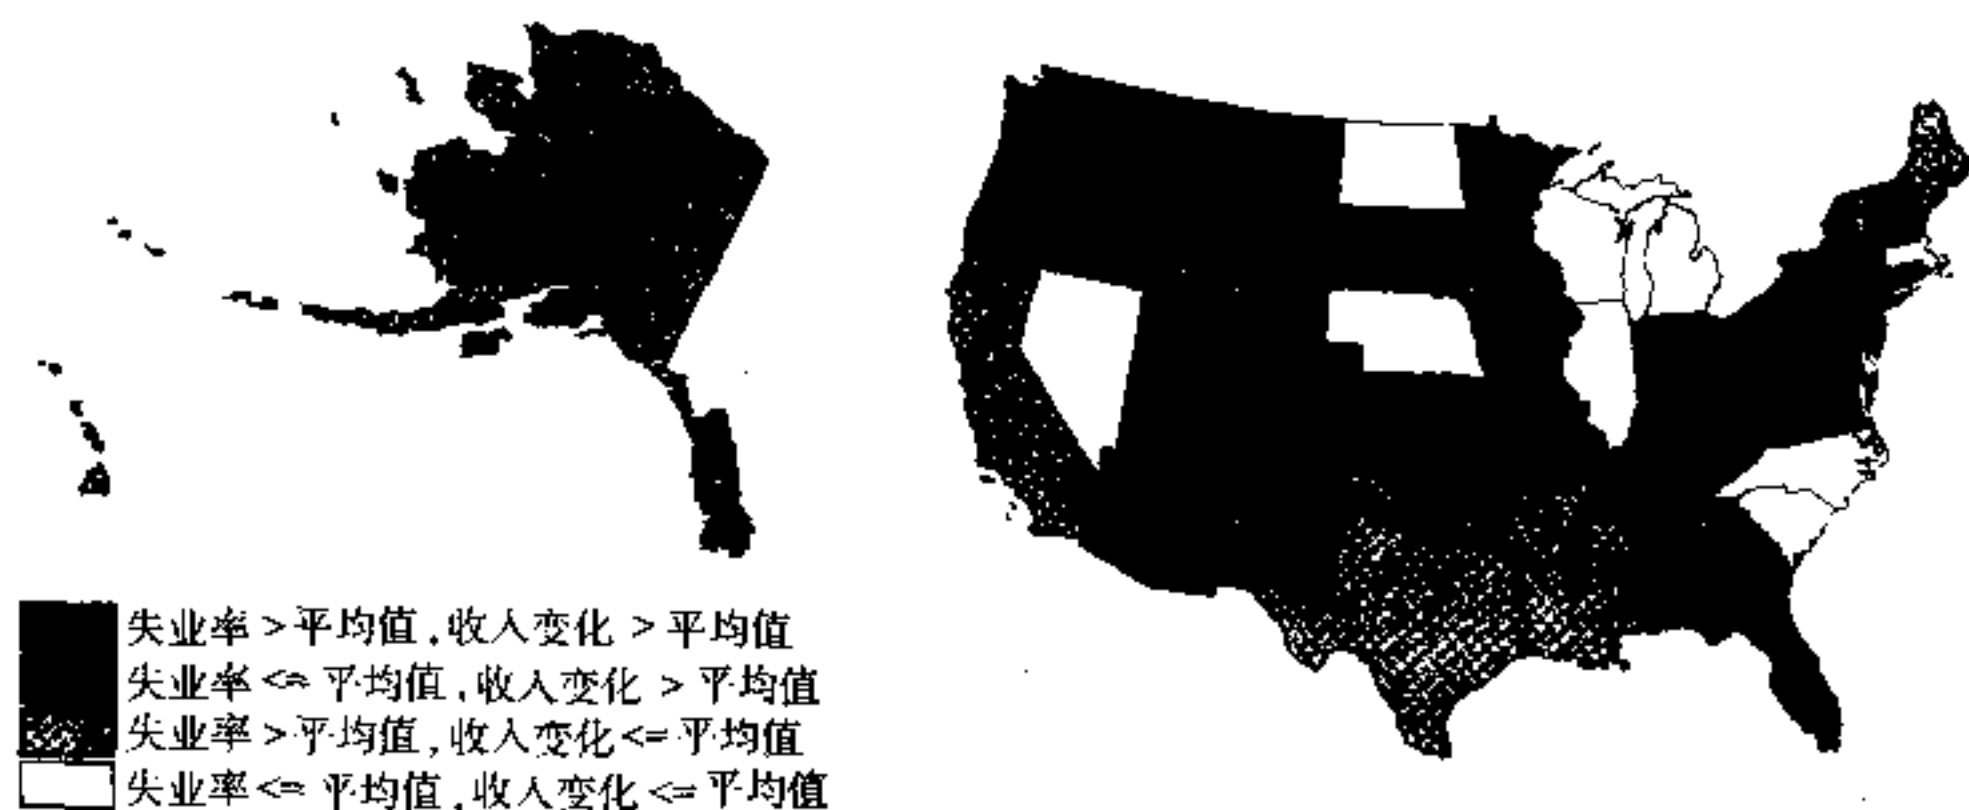 失业率 > 平均值,收入变化 > 平均值
失业率 <= 平均值,收入变化 > 平均值
失业率 > 平均值,收入变化 <= 平均值
失业率 <= 平均值,收入变化 <= 平均值